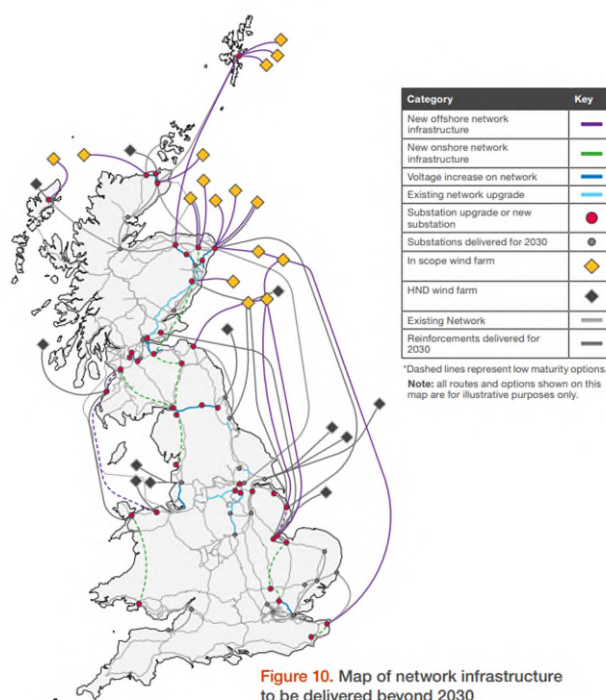 Category Key
New offshore network
infrastructure
New onshore network
infrastructure
Voltage increase on network
Existing network upgrade
Substation upgrade or new
substation
Substations delivered for 2030
In scope wind farm
HND wind farm
Existing Network
Reinforcements delivered for
2030
*Dashed lines represent low maturity options.
Note: all routes and options shown on this
map are for illustrative purposes only.
Figure 10. Map of network infrastructure
to be delivered beyond 2030